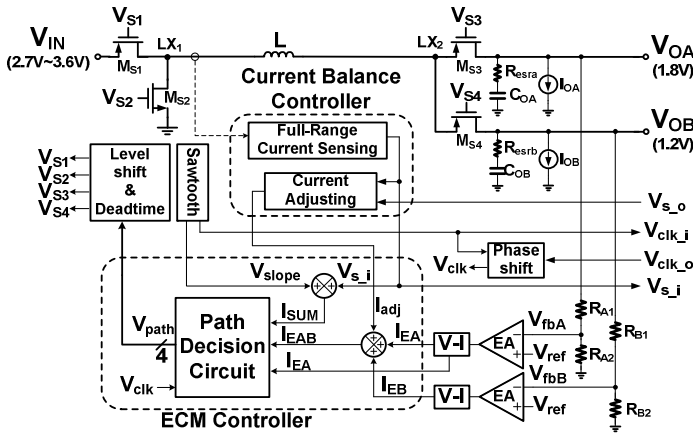 VS1
VIN
(2.7V~3.6V)
MS1
LX1
L
LX2
VS3
MS3
VOA
(1.8V)
Resra
COA
IOA
VS2
MS2
VS4
MS4
VOB
(1.2V)
Resrb
COB
IOB
Current Balance
Controller
Full-Range
Current Sensing
Current
Adjusting
VS1
VS2
VS3
VS4
Level
shift
&
Deadtime
Sawtooth
Vs_o
Vclk_i
Vclk
Phase
shift
Vclk_o
Vslope
Vs_i
Vs_i
Iadj
ISUM
IEAB
IEA
IEA
IEB
Vpath
4
Path
Decision
Circuit
Vclk
ECM Controller
V-I
EA
VfbA
Vref
V-I
EA
VfbB
Vref
RA1
RA2
RB1
RB2